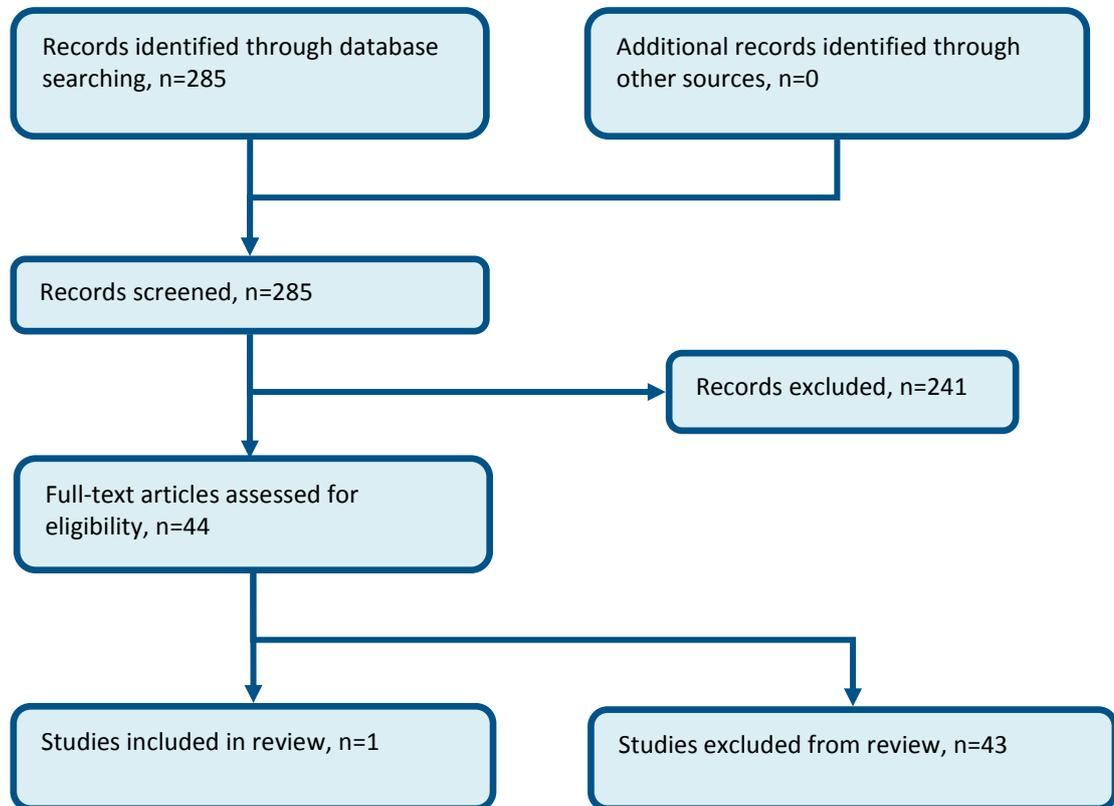 Records identified through database
searching, n=285
Additional records identified through
other sources, n=0
Records screened, n=285
Records excluded, n=241
Full-text articles assessed for
eligibility, n=44
Studies included in review, n=1
Studies excluded from review, n=43